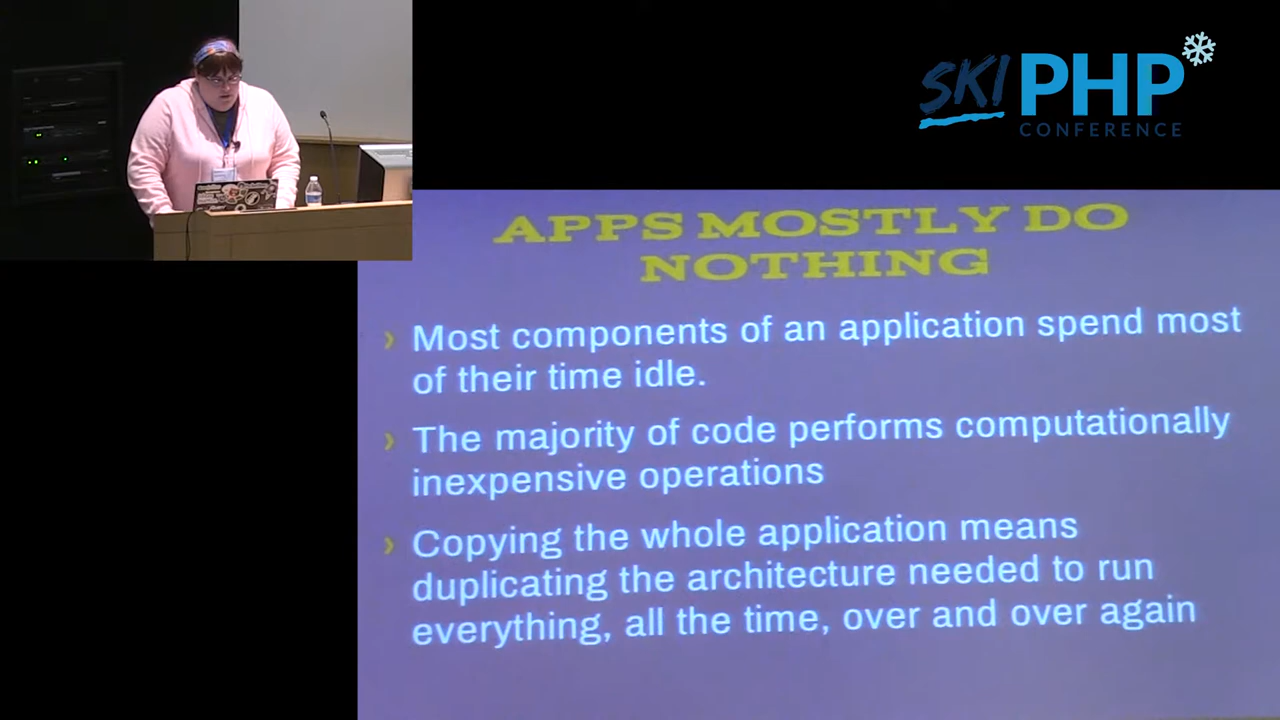 SKI PHP
CONFERENCE
APPS MOSTLY DO
NOTHING
› Most components of an application spend most
of their time idle.
› The majority of code performs computationally
inexpensive operations
› Copying the whole application means
duplicating the architecture needed to run
everything, all the time, over and over again